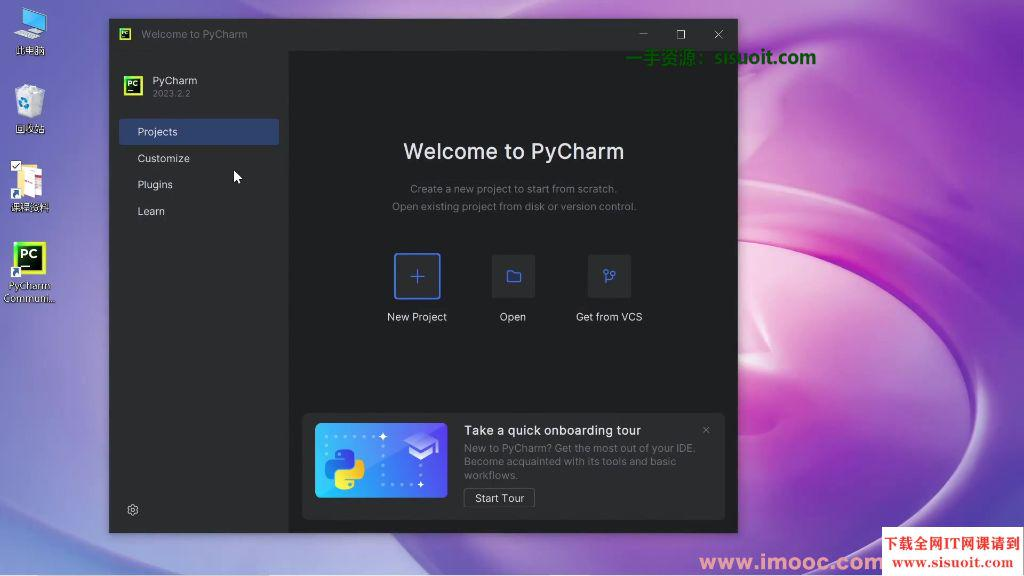 此电脑
回收站
课程资料
PyCharm
Communi...
Welcome to PyCharm
一手资源：sisuoit.com
PyCharm
2023.2.2
Projects
Customize
Plugins
Learn
Welcome to PyCharm
Create a new project to start from scratch.
Open existing project from disk or version control.
New Project
Open
Get from VCS
Take a quick onboarding tour
New to PyCharm? Get the most out of your IDE.
Become acquainted with its tools and basic
workflows.
Start Tour
www.imooc.com
下载全网IT网课请到
www.sisuoit.com